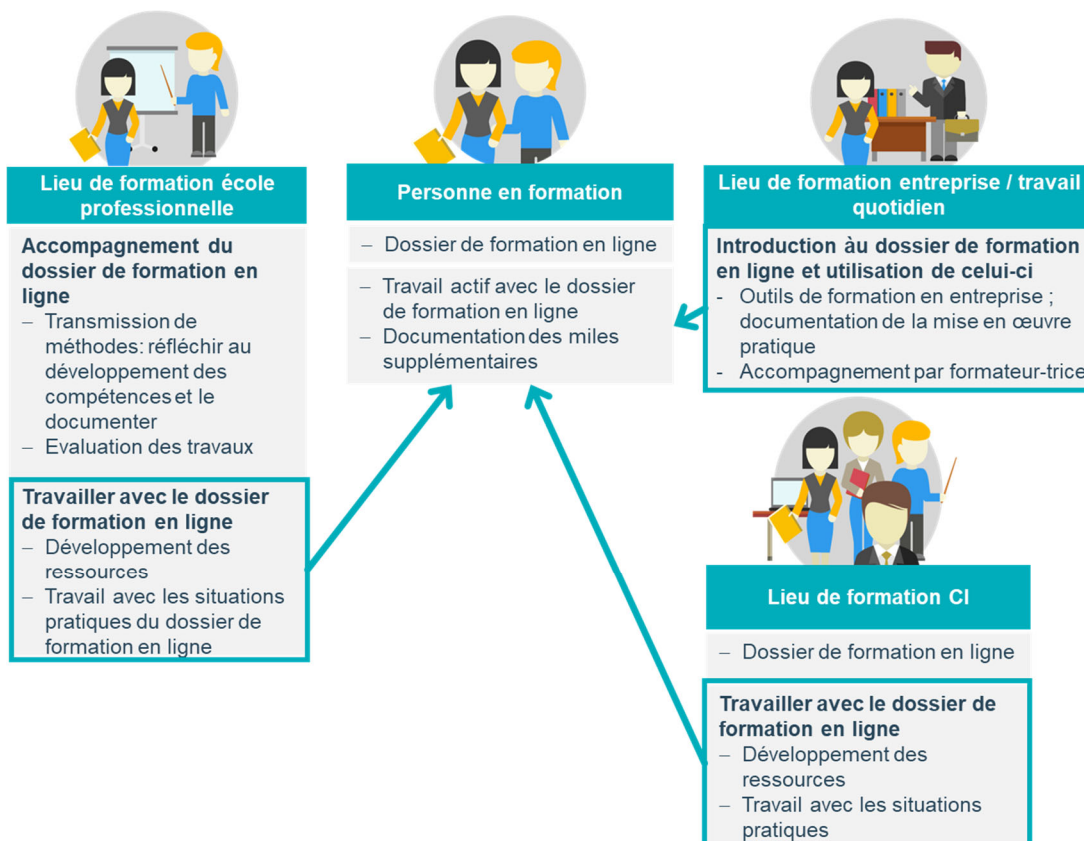 Lieu de formation école
professionnelle
Accompagnement du
dossier de formation en
ligne
– Transmission de
méthodes: réfléchir au
développement des
compétences et le
documenter
– Evaluation des travaux
Travailler avec le dossier
de formation en ligne
– Développement des
ressources
– Travail avec les situations
pratiques du dossier de
formation en ligne
Personne en formation
– Dossier de formation en ligne
– Travail actif avec le dossier
de formation en ligne
– Documentation des miles
supplémentaires
Lieu de formation entreprise / travail
quotidien
Introduction àu dossier de formation
en ligne et utilisation de celui-ci
- Outils de formation en entreprise ;
documentation de la mise en œuvre
pratique
- Accompagnement par formateur-trice
Lieu de formation CI
– Dossier de formation en ligne
Travailler avec le dossier de
formation en ligne
– Développement des
ressources
– Travail avec les situations
pratiques